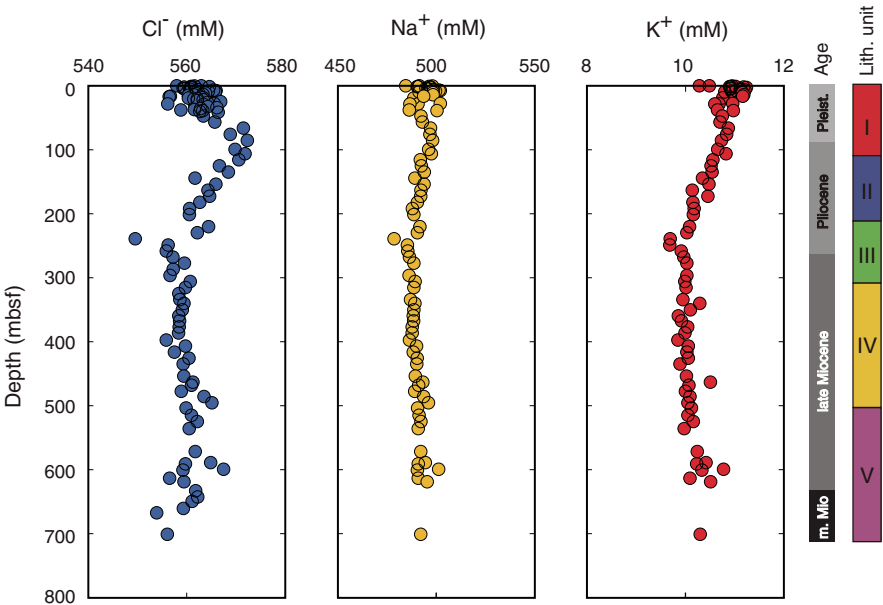 Cl⁻ (mM)
Na⁺ (mM)
K⁺ (mM)
Age
Lith. unit
540 560 580
450 500 550
8 10 12
0
100
200
300
400
500
600
700
800
Depth (mbsf)
Pleist.
Pliocene
late Miocene
m. Mio
I
II
III
IV
V